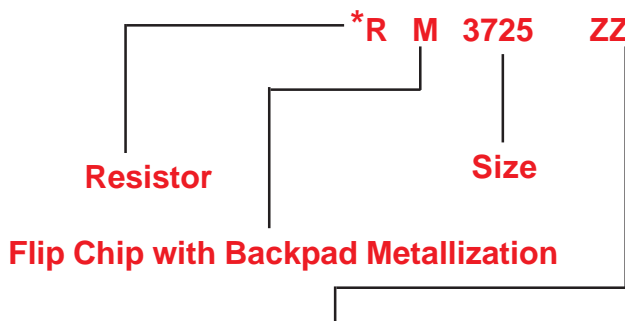 *R M 3725 ZZ
Resistor
Size
Flip Chip with Backpad Metallization